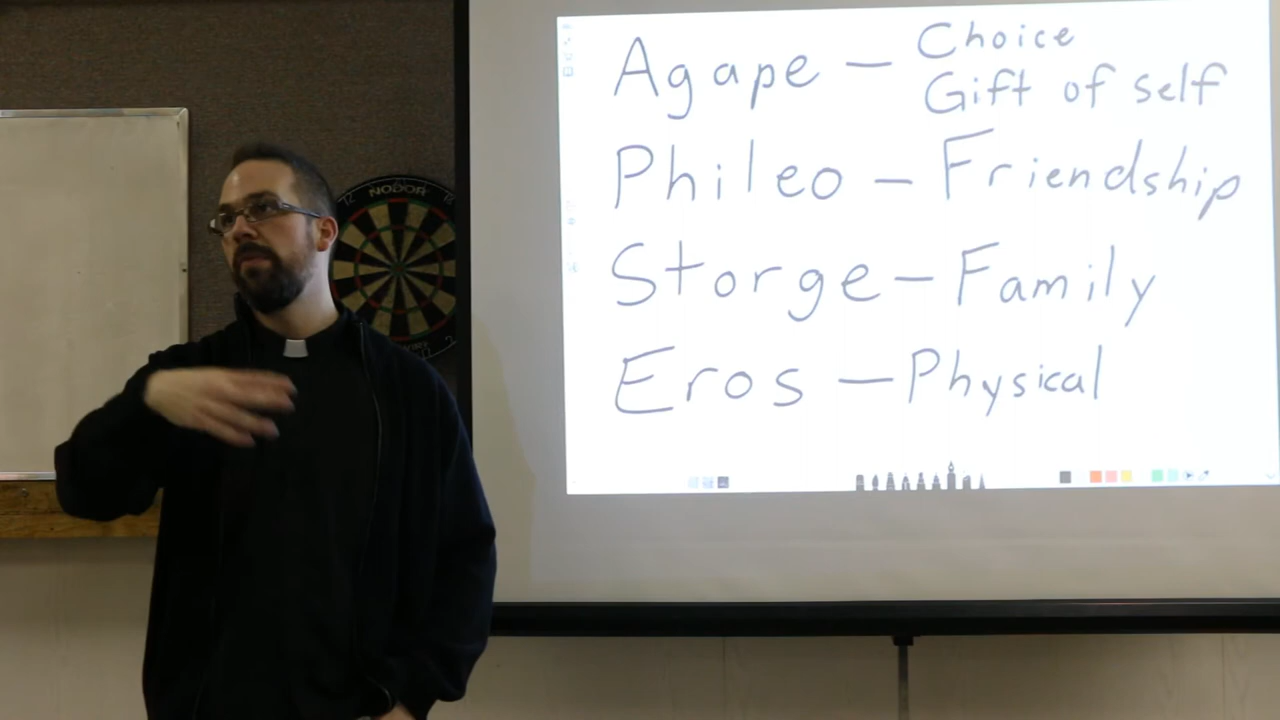 Agape — Choice
Gift of self
Phileo — Friendship
Storge — Family
Eros — Physical
NODOR